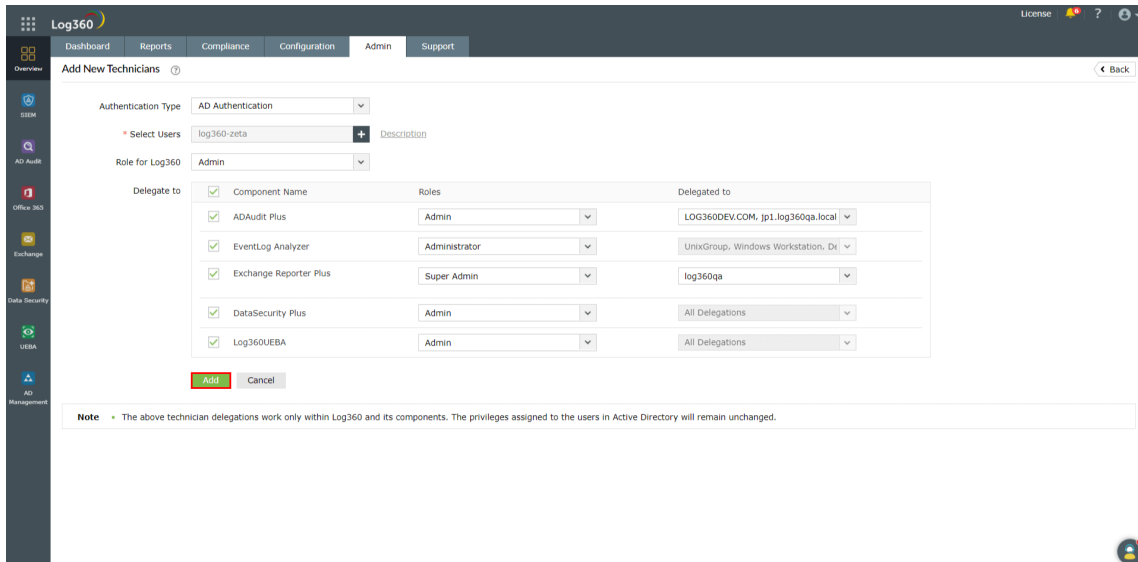 License 6 ?
Log360
Dashboard Reports Compliance Configuration Admin Support
Overview
Add New Technicians ?
Back
SIEM
AD Audit
Office 365
Exchange
Data Security
UEBA
AD
Management
Authentication Type AD Authentication
* Select Users log360-zeta + Description
Role for Log360 Admin
Delegate to Component Name Roles Delegated to
ADAudit Plus Admin LOG360DEV.COM, jp1.log360qa.local
EventLog Analyzer Administrator UnixGroup, Windows Workstation, De
Exchange Reporter Plus Super Admin log360qa
DataSecurity Plus Admin All Delegations
Log360UEBA Admin All Delegations
Add Cancel
Note • The above technician delegations work only within Log360 and its components. The privileges assigned to the users in Active Directory will remain unchanged.